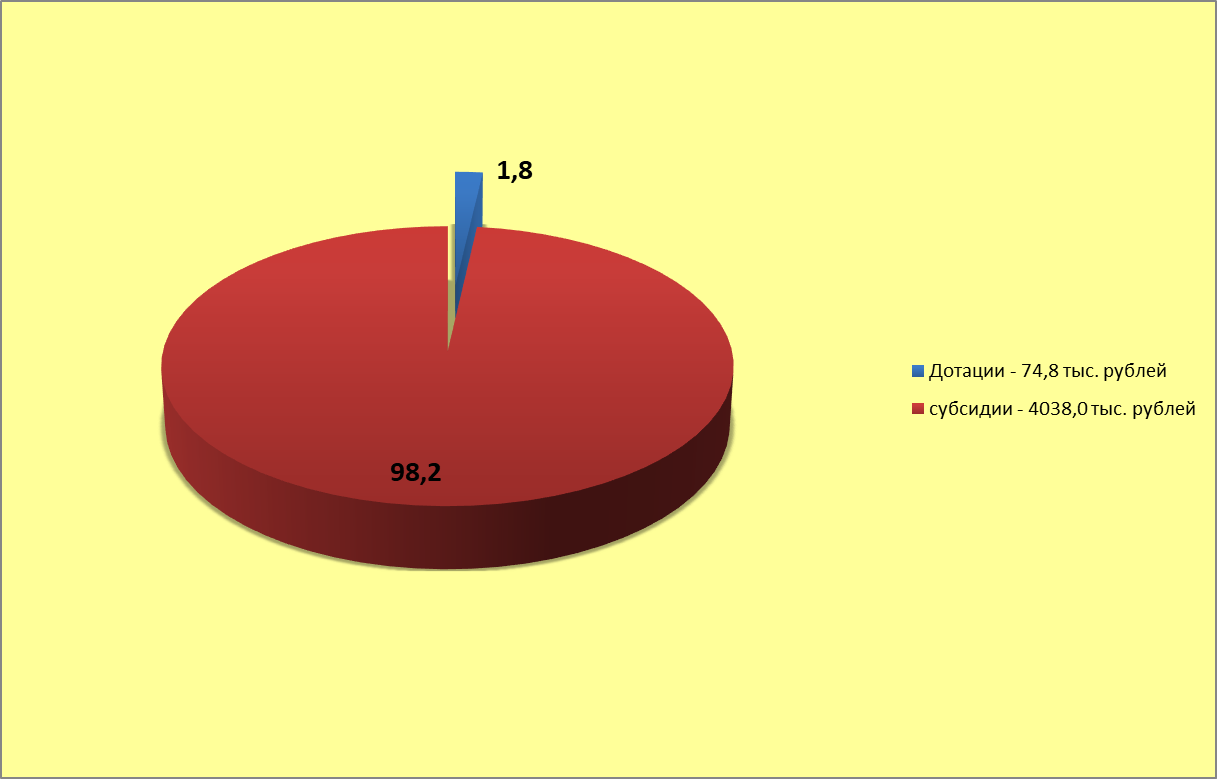 1,8
98,2
Дотации - 74,8 тыс. рублей
субсидии - 4038,0 тыс. рублей